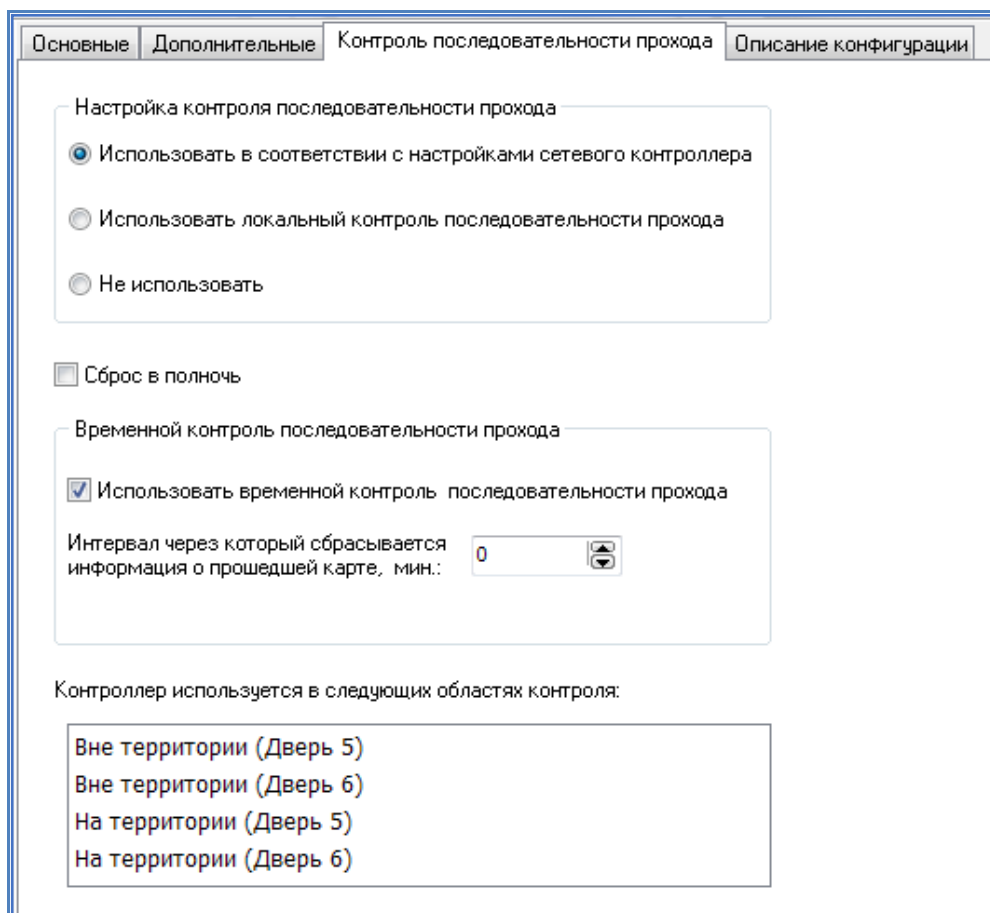 Основные Дополнительные Контроль последовательности прохода Описание конфигурации
Настройка контроля последовательности прохода
Использовать в соответствии с настройками сетевого контроллера
Использовать локальный контроль последовательности прохода
Не использовать
Сброс в полночь
Временной контроль последовательности прохода
Использовать временной контроль последовательности прохода
Интервал через который сбрасывается
информация о прошедшей карте, мин.: 0
Контроллер используется в следующих областях контроля:
Вне территории (Дверь 5)
Вне территории (Дверь 6)
На территории (Дверь 5)
На территории (Дверь 6)